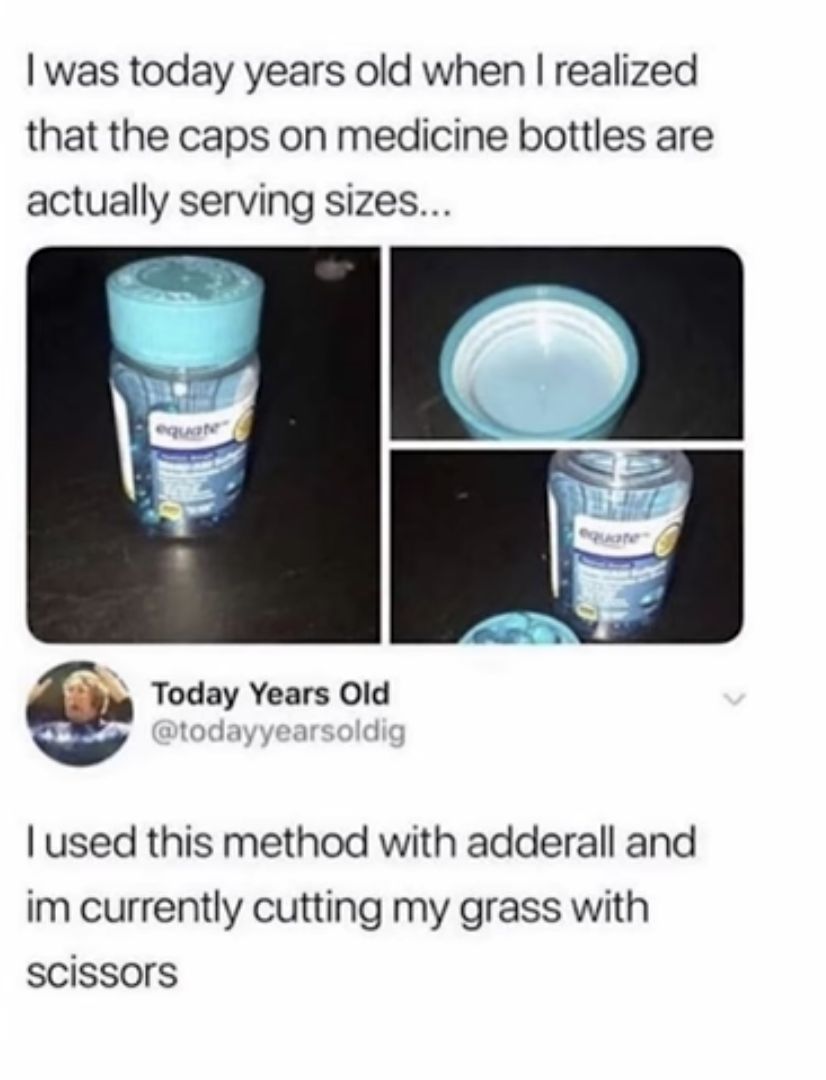 I was today years old when I realized
that the caps on medicine bottles are
actually serving sizes...
equate
equate
Today Years Old
@todayyearsoldig
I used this method with adderall and
im currently cutting my grass with
scissors